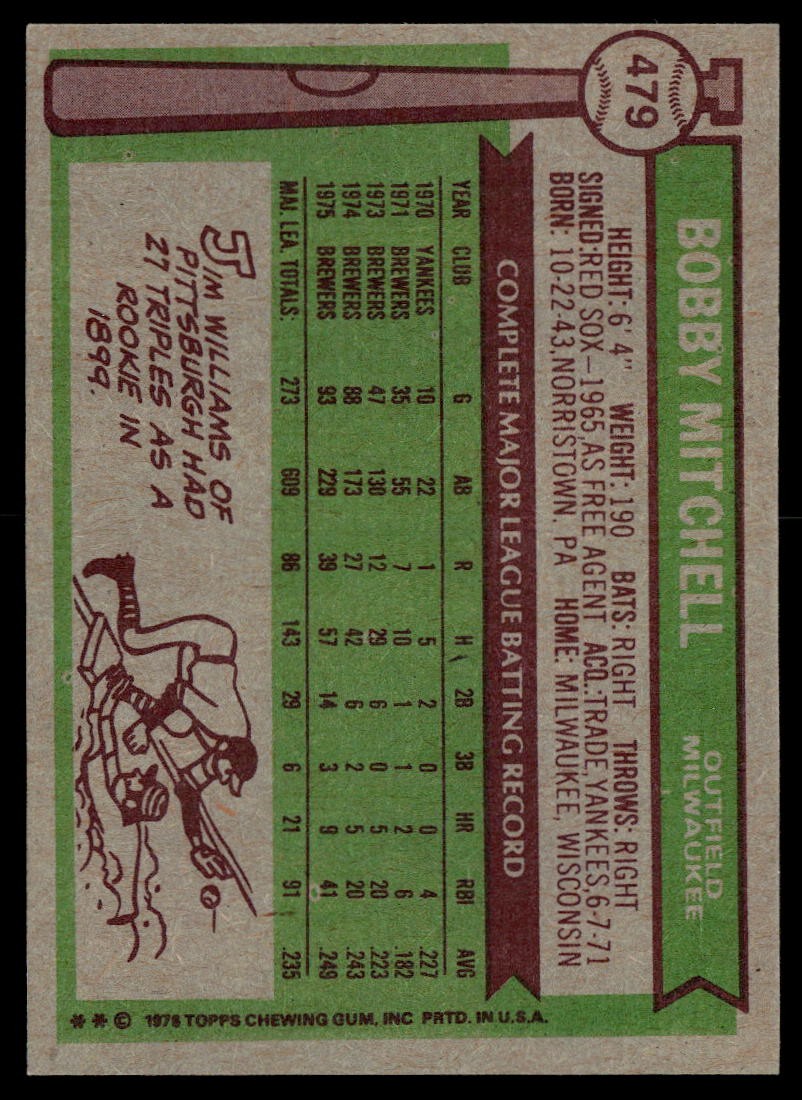 479
BOBBY MITCHELL
OUTFIELD
MILWAUKEE
HEIGHT: 6' 4" WEIGHT: 190 BATS: RIGHT THROWS: RIGHT
SIGNED: RED SOX—1965, AS FREE AGENT ACQ.: TRADE, YANKEES, 6-7-71
BORN: 10-22-43, NORRISTOWN, PA HOME: MILWAUKEE, WISCONSIN
COMPLETE MAJOR LEAGUE BATTING RECORD
YEAR CLUB G AB R H 2B 3B HR RBI AVG
1970 YANKEES 10 22 1 5 2 0 0 4 .227
1971 BREWERS 35 55 7 10 1 1 2 6 .182
1973 BREWERS 47 130 12 29 6 0 5 20 .223
1974 BREWERS 88 173 27 42 6 2 5 20 .243
1975 BREWERS 93 229 39 57 14 3 9 41 .249
MAJ. LEA. TOTALS: 273 609 86 143 29 6 21 91 .235
JIM WILLIAMS OF
PITTSBURGH HAD
27 TRIPLES AS A
ROOKIE IN
1899.
** © 1976 TOPPS CHEWING GUM, INC PRTD. IN U.S.A.